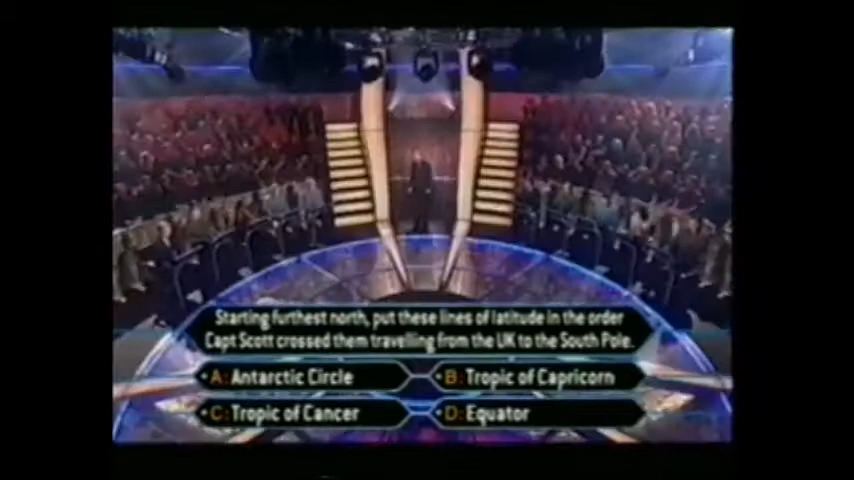 Starting furthest north, put these lines of latitude in the order
Capt Scott crossed them travelling from the UK to the South Pole.
A: Antarctic Circle
B: Tropic of Capricorn
C: Tropic of Cancer
D: Equator